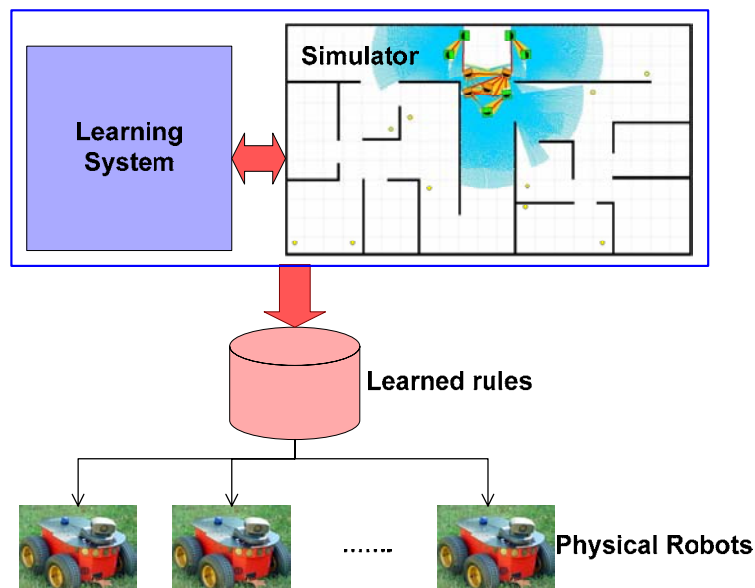 Simulator
Learning
System
Learned rules
.......
Physical Robots